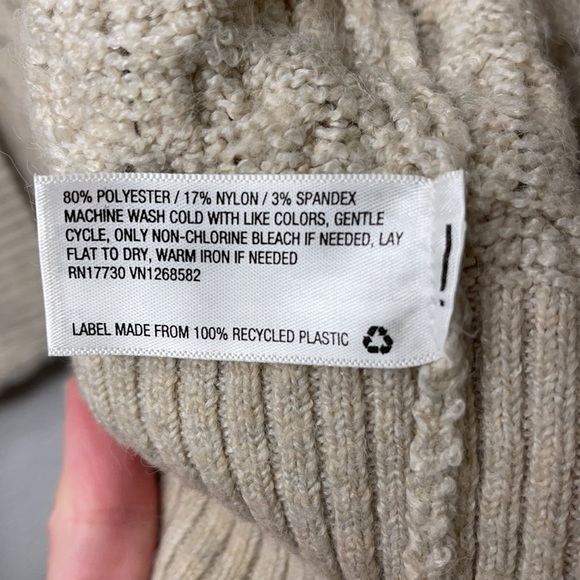 80% POLYESTER / 17% NYLON / 3% SPANDEX
MACHINE WASH COLD WITH LIKE COLORS, GENTLE
CYCLE, ONLY NON-CHLORINE BLEACH IF NEEDED, LAY
FLAT TO DRY, WARM IRON IF NEEDED
RN17730 VN1268582
LABEL MADE FROM 100% RECYCLED PLASTIC